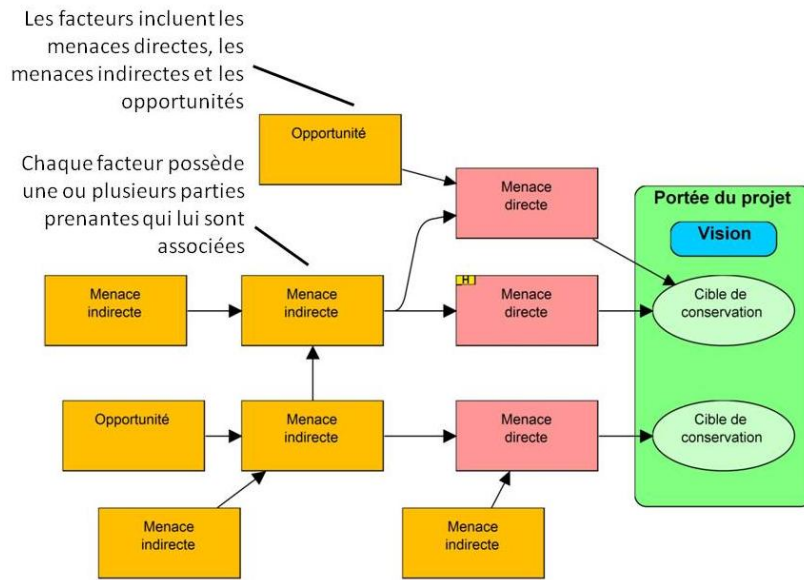 Les facteurs incluent les
menaces directes, les
menaces indirectes et les
opportunités
Opportunité
Chaque facteur possède
une ou plusieurs parties
prenantes qui lui sont
associées
Menace
directe
Portée du projet
Vision
Menace
indirecte
Menace
indirecte
H
Menace
directe
Cible de
conservation
Opportunité
Menace
indirecte
Menace
directe
Cible de
conservation
Menace
indirecte
Menace
indirecte